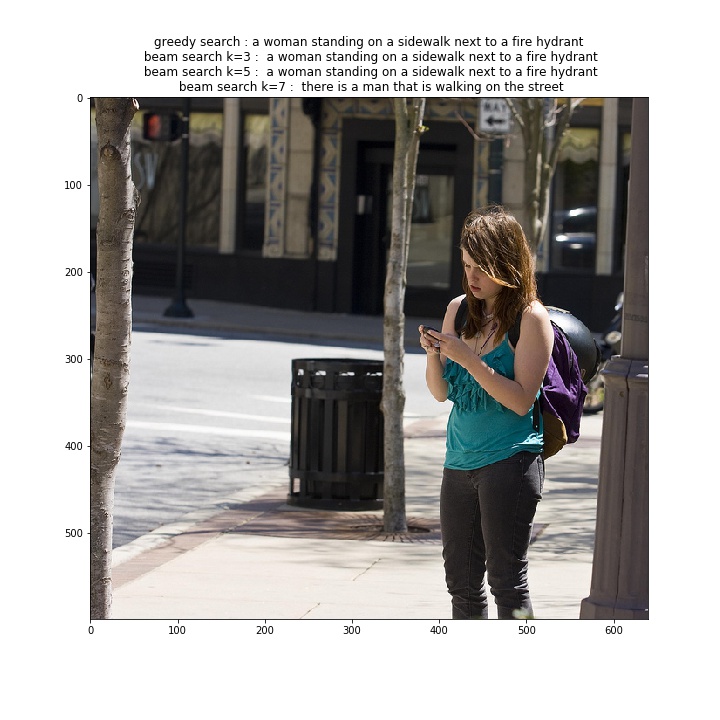 greedy search : a woman standing on a sidewalk next to a fire hydrant
beam search k=3 :  a woman standing on a sidewalk next to a fire hydrant
beam search k=5 :  a woman standing on a sidewalk next to a fire hydrant
beam search k=7 :  there is a man that is walking on the street
0
WAY
100
200
300
400
500
0
100
200
300
400
500
600